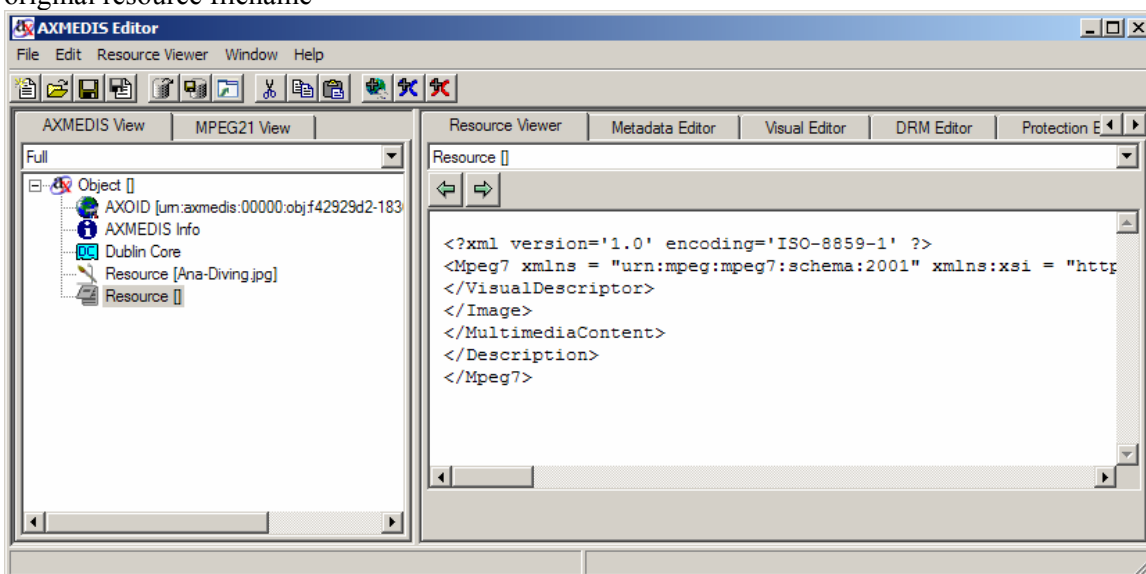 original resource filename
AXMEDIS Editor
File Edit Resource Viewer Window Help
AXMEDIS View MPEG21 View
Full
Object []
AXOID [urn:axmedis:00000:obj:f42929d2-183
AXMEDIS Info
Dublin Core
Resource [Ana-Diving.jpg]
Resource []
Resource Viewer Metadata Editor Visual Editor DRM Editor Protection E
Resource []
<?xml version='1.0' encoding='ISO-8859-1' ?>
<Mpeg7 xmlns = "urn:mpeg:mpeg7:schema:2001" xmlns:xsi = "http
</VisualDescriptor>
</Image>
</MultimediaContent>
</Description>
</Mpeg7>